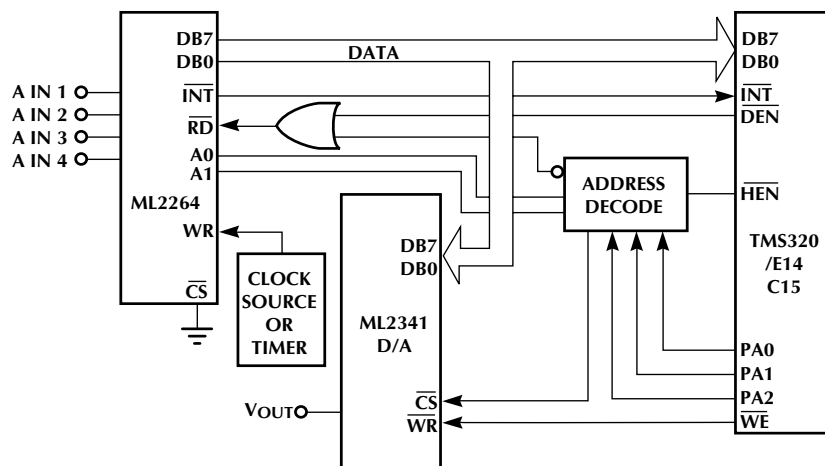 DB7
DB0
INT
RD
A0
A1
ML2264
WR
CS
A IN 1
A IN 2
A IN 3
A IN 4
DATA
CLOCK
SOURCE
OR
TIMER
DB7
DB0
ML2341
D/A
CS
WR
VOUT
ADDRESS
DECODE
DB7
DB0
INT
DEN
HEN
TMS320
/E14
C15
PA0
PA1
PA2
WE